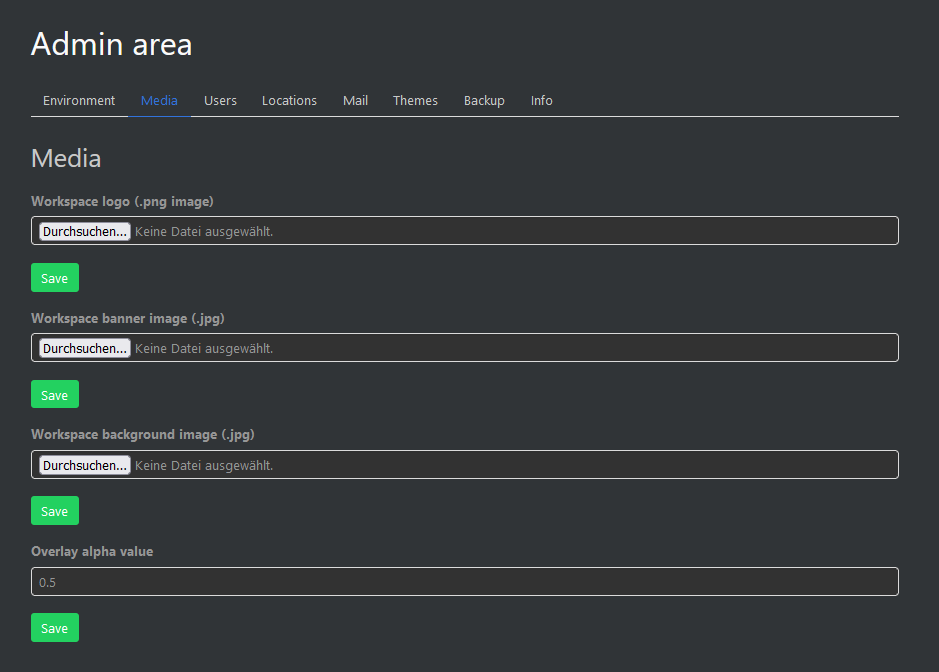 Admin area
Environment Media Users Locations Mail Themes Backup Info
Media
Workspace logo (.png image)
Durchsuchen... Keine Datei ausgewählt.
Save
Workspace banner image (.jpg)
Durchsuchen... Keine Datei ausgewählt.
Save
Workspace background image (.jpg)
Durchsuchen... Keine Datei ausgewählt.
Save
Overlay alpha value
0.5
Save